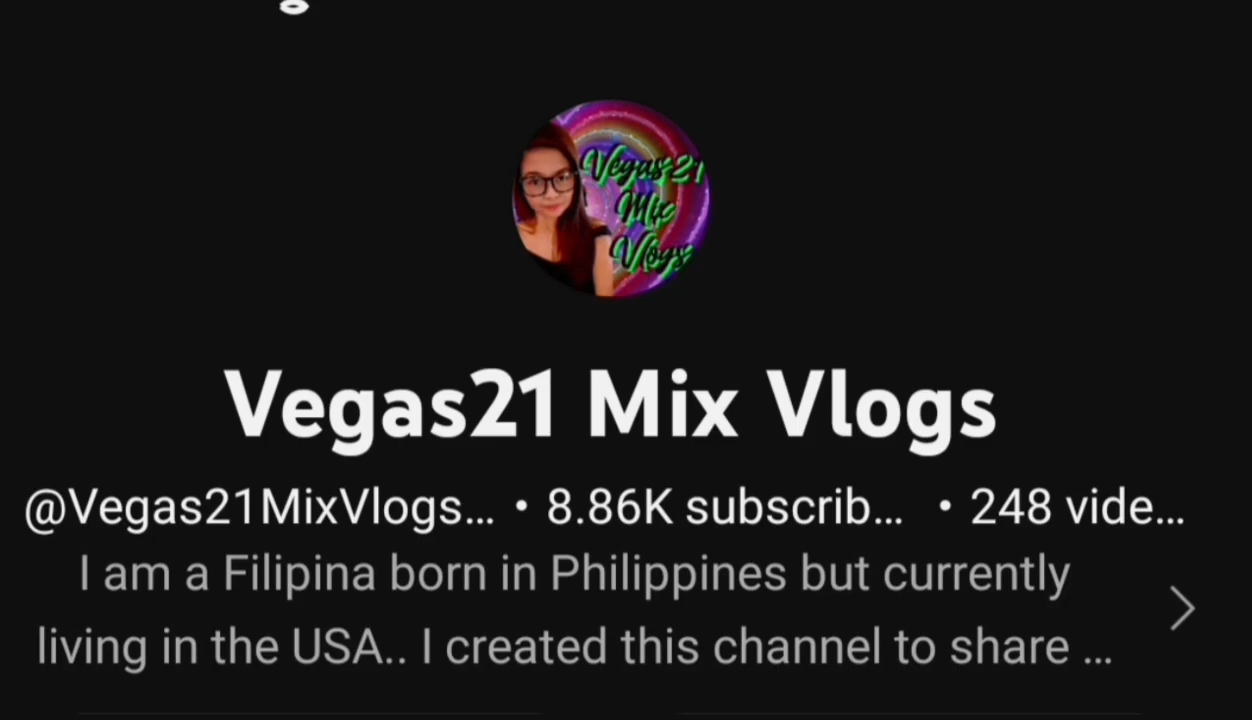 Vegas21
Mix
Vlogs
Vegas21 Mix Vlogs
@Vegas21MixVlogs... • 8.86K subscrib... • 248 vide...
I am a Filipina born in Philippines but currently
living in the USA.. I created this channel to share ...